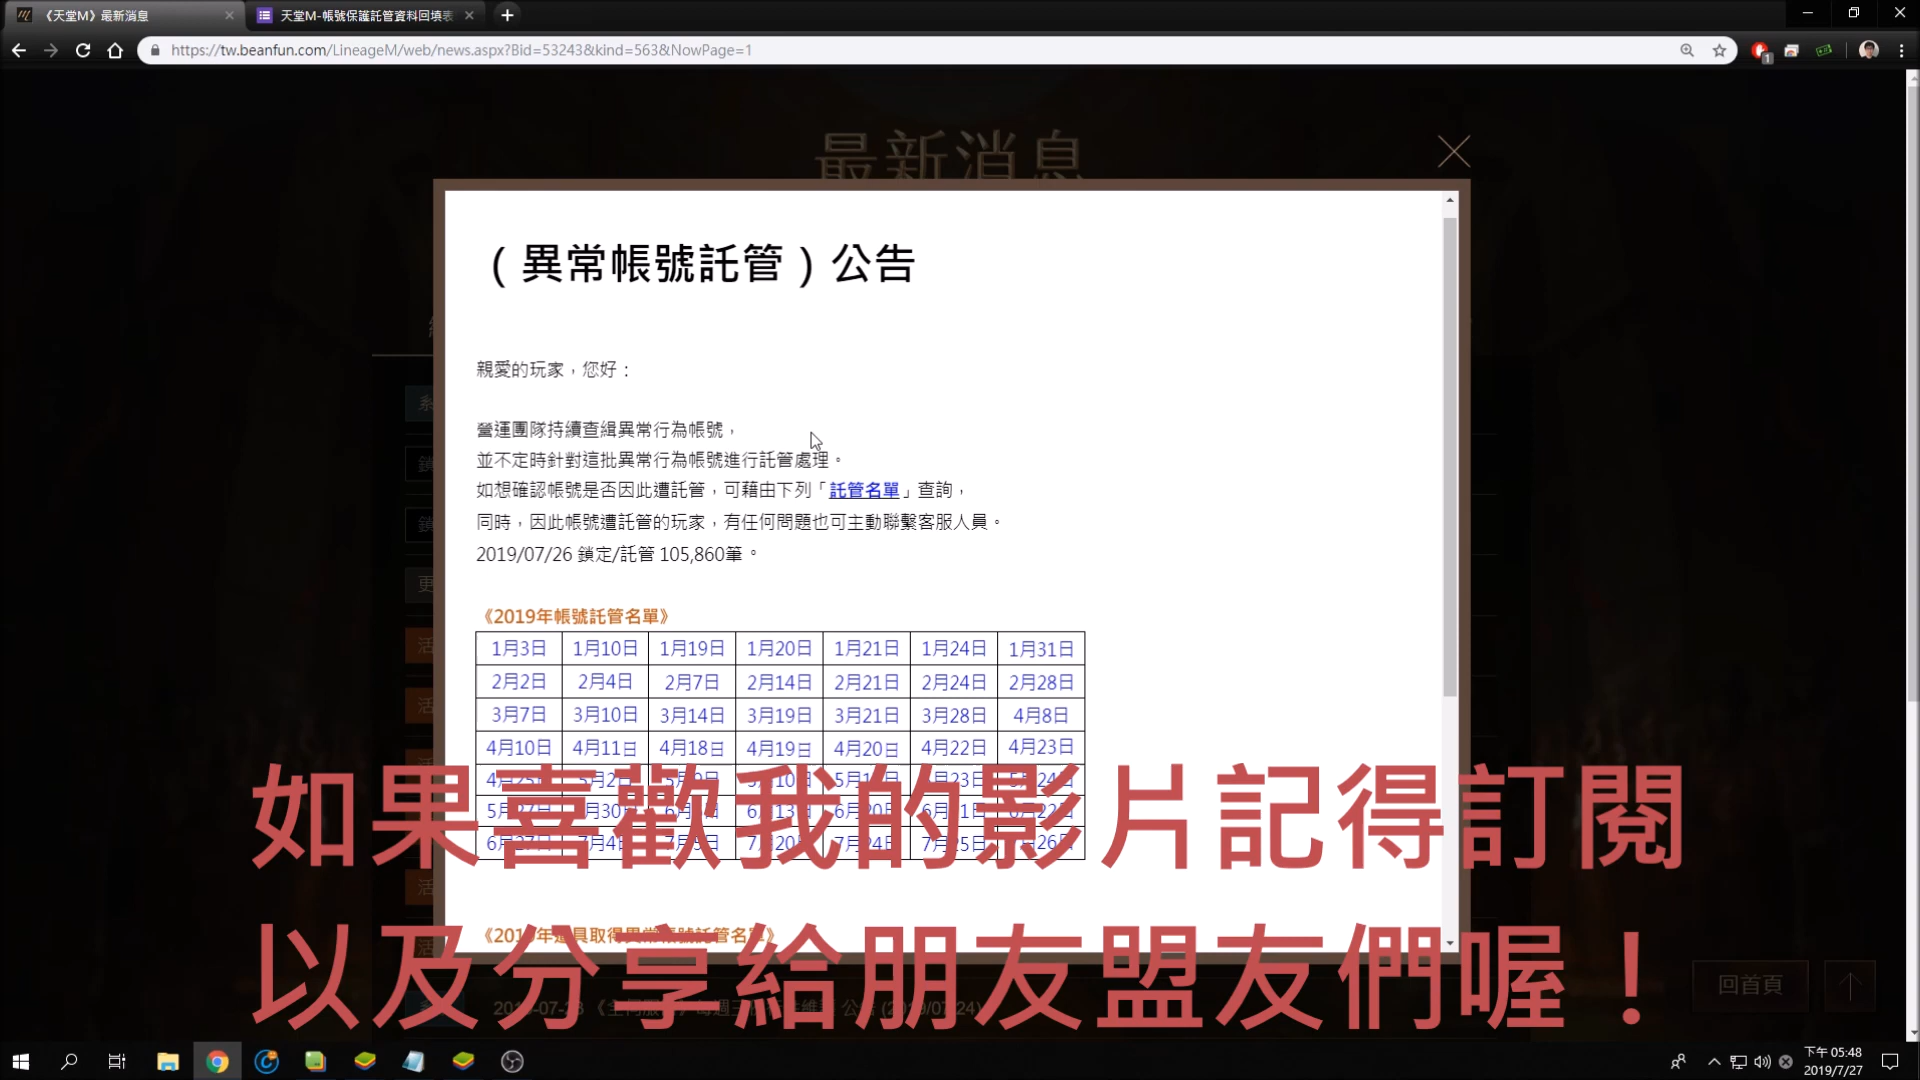 《天堂M》最新消息
天堂M-帳號保護託管資料回填表
https://tw.beanfun.com/LineageM/web/news.aspx?Bid=53243&kind=563&NowPage=1
1
最新消息
（異常帳號託管）公告
親愛的玩家，您好：
營運團隊持續查緝異常行為帳號，
並不定時針對這批異常行為帳號進行託管處理。
如想確認帳號是否因此遭託管，可藉由下列「託管名單」查詢，
同時，因此帳號遭託管的玩家，有任何問題也可主動聯繫客服人員。
2019/07/26 鎖定/託管 105,860筆。
《2019年帳號託管名單》
1月3日 1月10日 1月19日 1月20日 1月21日 1月24日 1月31日
2月2日 2月4日 2月7日 2月14日 2月21日 2月24日 2月28日
3月7日 3月10日 3月14日 3月19日 3月21日 3月28日 4月8日
4月10日 4月11日 4月18日 4月19日 4月20日 4月22日 4月23日
如果喜歡我的影片記得訂閱
以及分享給朋友盟友們喔！
回首頁
下午 05:48
2019/7/27